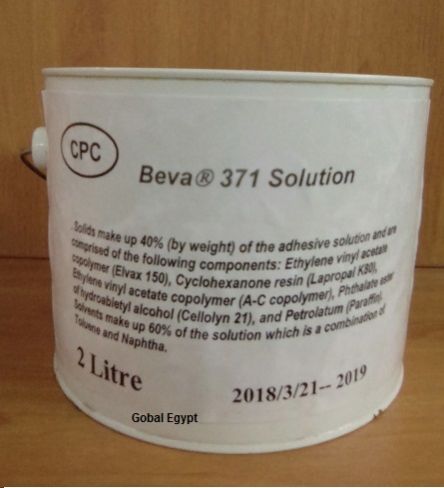 CPC
Beva® 371 Solution
Solids make up 40% (by weight) of the adhesive solution and are
comprised of the following components: Ethylene vinyl acetate
copolymer (Elvax 150), Cyclohexanone resin (Lapropal K80),
Ethylene vinyl acetate copolymer (A-C copolymer), Phthalate ester
of hydroabietyl alcohol (Cellolyn 21), and Petrolatum (Paraffin).
Solvents make up 60% of the solution which is a combination of
Toluene and Naphtha.
2 Litre
2018/3/21-- 2019
Gobal Egypt